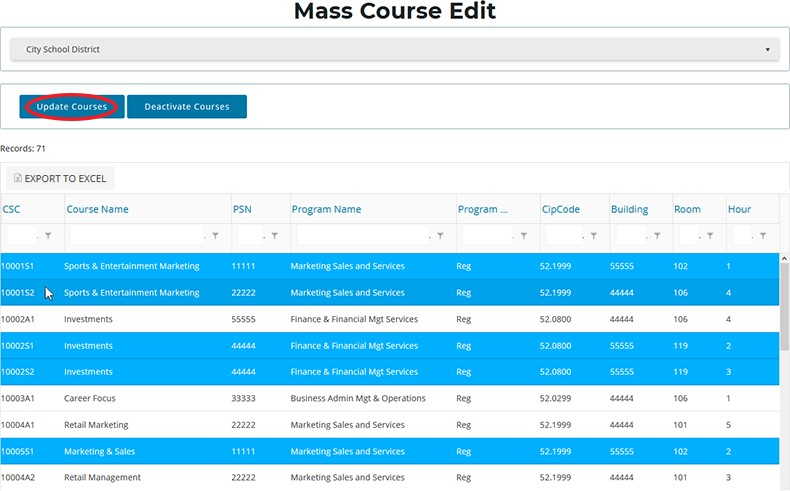 Mass Course Edit
City School District
Update Courses Deactivate Courses
Records: 71
EXPORT TO EXCEL
CSC Course Name PSN Program Name Program ... CipCode Building Room Hour
10001S1 Sports & Entertainment Marketing 11111 Marketing Sales and Services Reg 52.1999 55555 102 1
10001S2 Sports & Entertainment Marketing 22222 Marketing Sales and Services Reg 52.1999 44444 106 4
10002A1 Investments 55555 Finance & Financial Mgt Services Reg 52.0800 44444 106 4
10002S1 Investments 44444 Finance & Financial Mgt Services Reg 52.0800 55555 119 2
10002S2 Investments 44444 Finance & Financial Mgt Services Reg 52.0800 55555 119 3
10003A1 Career Focus 33333 Business Admin Mgt & Operations Reg 52.0299 44444 106 1
10004A1 Retail Marketing 22222 Marketing Sales and Services Reg 52.1999 44444 101 5
10005S1 Marketing & Sales 11111 Marketing Sales and Services Reg 52.1999 55555 102 2
10004A2 Retail Management 22222 Marketing Sales and Services Reg 52.1999 44444 101 3